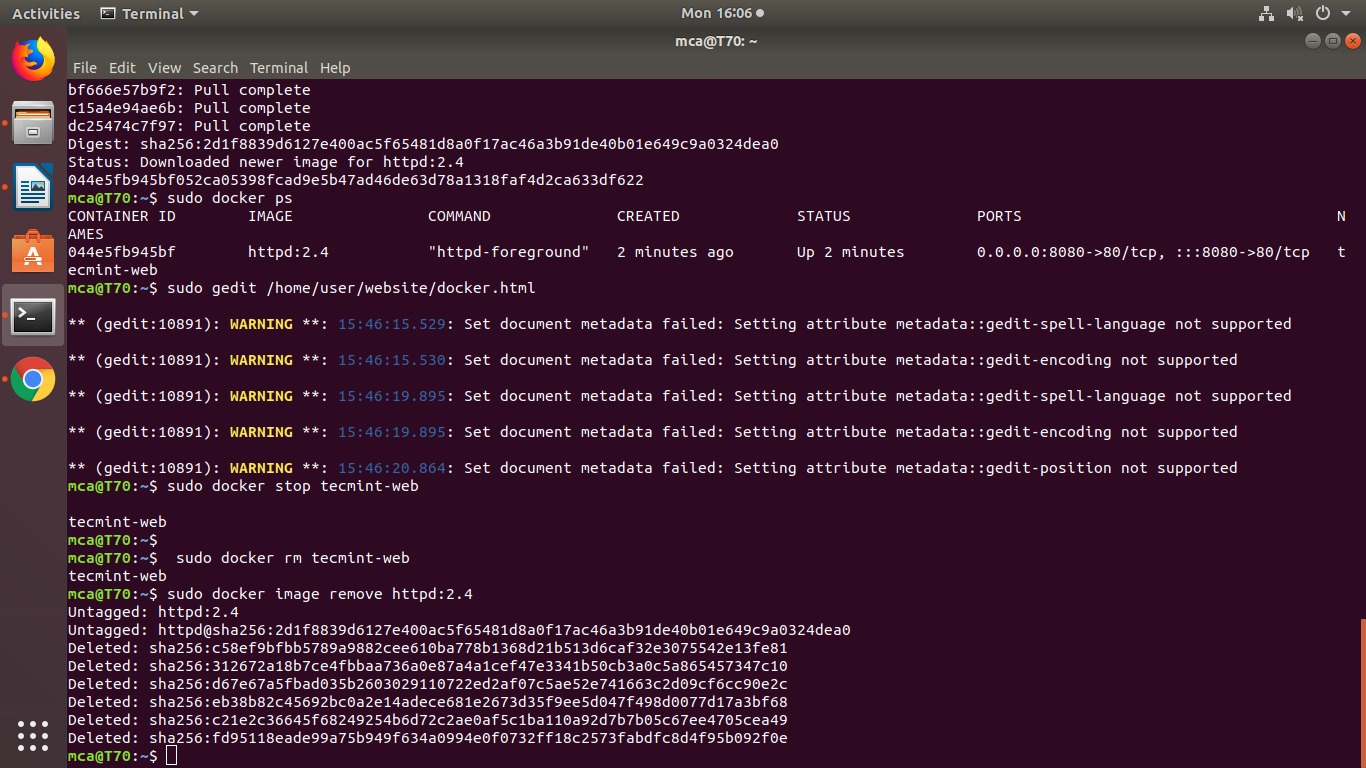 Activities Terminal Mon 16:06
mca@T70: ~
File Edit View Search Terminal Help
bf666e57b9f2: Pull complete
c15a4e94ae6b: Pull complete
dc25474c7f97: Pull complete
Digest: sha256:2d1f8839d6127e400ac5f65481d8a0f17ac46a3b91de40b01e649c9a0324dea0
Status: Downloaded newer image for httpd:2.4
044e5fb945bf052ca05398fcad9e5b47ad46de63d78a1318faf4d2ca633df622
mca@T70:~$ sudo docker ps
CONTAINER ID        IMAGE               COMMAND              CREATED             STATUS              PORTS                                   N
AMES
044e5fb945bf        httpd:2.4           "httpd-foreground"   2 minutes ago       Up 2 minutes        0.0.0.0:8080->80/tcp, :::8080->80/tcp   t
ecmint-web
mca@T70:~$ sudo gedit /home/user/website/docker.html
** (gedit:10891): WARNING **: 15:46:15.529: Set document metadata failed: Setting attribute metadata::gedit-spell-language not supported
** (gedit:10891): WARNING **: 15:46:15.530: Set document metadata failed: Setting attribute metadata::gedit-encoding not supported
** (gedit:10891): WARNING **: 15:46:19.895: Set document metadata failed: Setting attribute metadata::gedit-spell-language not supported
** (gedit:10891): WARNING **: 15:46:19.895: Set document metadata failed: Setting attribute metadata::gedit-encoding not supported
** (gedit:10891): WARNING **: 15:46:20.864: Set document metadata failed: Setting attribute metadata::gedit-position not supported
mca@T70:~$ sudo docker stop tecmint-web
tecmint-web
mca@T70:~$
mca@T70:~$  sudo docker rm tecmint-web
tecmint-web
mca@T70:~$ sudo docker image remove httpd:2.4
Untagged: httpd:2.4
Untagged: httpd@sha256:2d1f8839d6127e400ac5f65481d8a0f17ac46a3b91de40b01e649c9a0324dea0
Deleted: sha256:c58ef9bfbb5789a9882cee610ba778b1368d21b513d6caf32e3075542e13fe81
Deleted: sha256:312672a18b7ce4fbbaa736a0e87a4a1cef47e3341b50cb3a0c5a865457347c10
Deleted: sha256:d67e67a5fbad035b2603029110722ed2af07c5ae52e741663c2d09cf6cc90e2c
Deleted: sha256:eb38b82c45692bc0a2e14adece681e2673d35f9ee5d047f498d0077d17a3bf68
Deleted: sha256:c21e2c36645f68249254b6d72c2ae0af5c1ba110a92d7b7b05c67ee4705cea49
Deleted: sha256:fd95118eade99a75b949f634a0994e0f0732ff18c2573fabdfc8d4f95b092f0e
mca@T70:~$